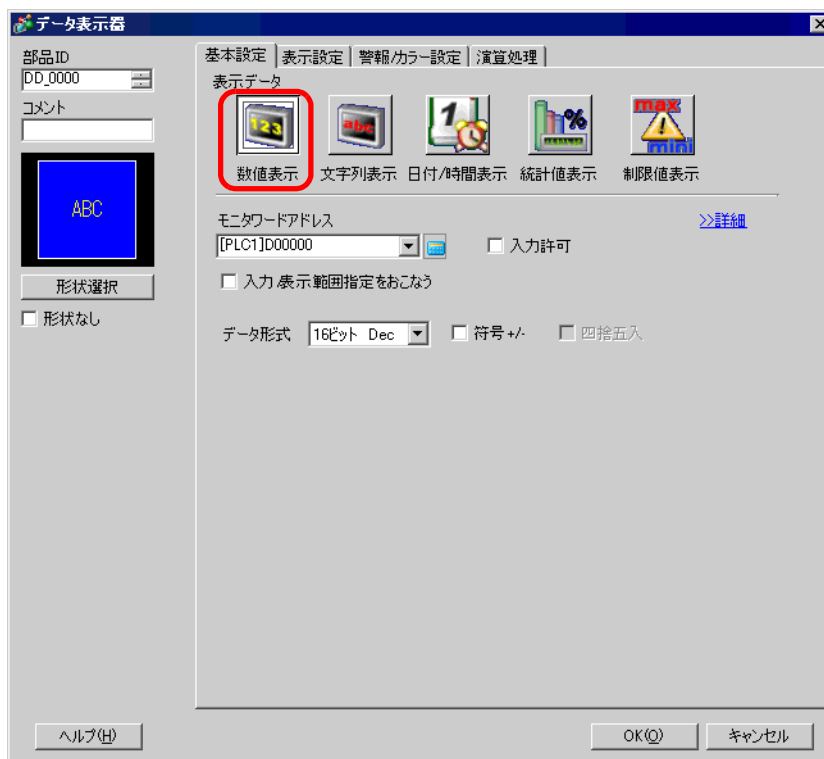 データ表示器
部品ID
DD_0000
コメント
ABC
形状選択
形状なし
基本設定 表示設定 警報/カラー設定 演算処理
表示データ
123 abc 1 % max mini
数値表示 文字列表示 日付/時間表示 統計値表示 制限値表示
モニタワードアドレス >>詳細
[PLC1]D00000 入力許可
入力/表示範囲指定をおこなう
データ形式 16ビット Dec 符号+/- 四捨五入
ヘルプ(H) OK(O) キャンセル